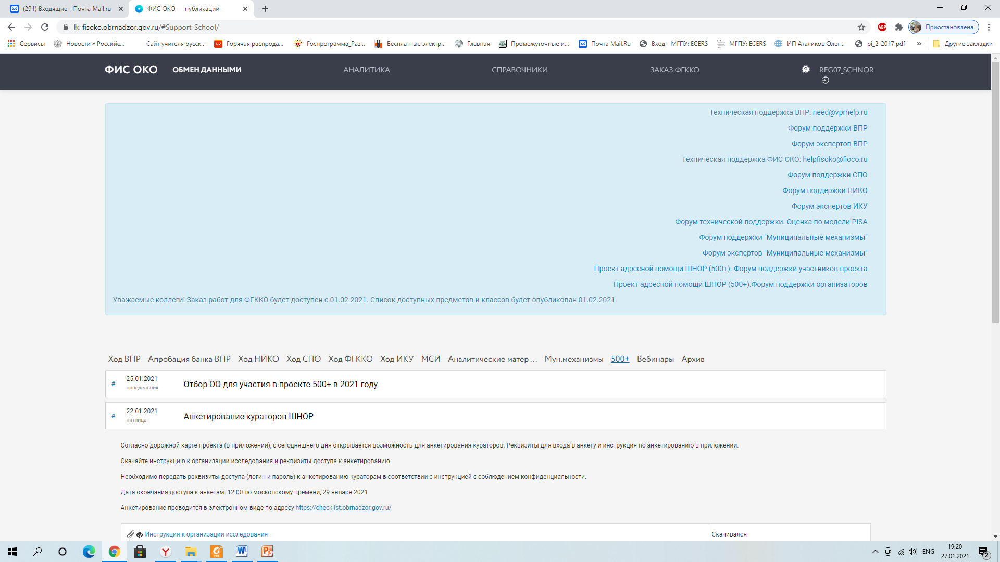 (291) Входящие - Почта Mail.ru
ФИС ОКО — публикации
lk-fisoko.obrnadzor.gov.ru/#Support-School/
ABP
Приостановлена
Сервисы
Новости « Российс...
Сайт учителя русск...
Горячая распрода...
Госпрограмма_Раз...
Бесплатные электр...
Главная
Промежуточные и...
Почта Mail.Ru
Вход - МГПУ: ECERS
МГПУ: ECERS
ИП Аталиков Олег...
pi_2-2017.pdf
»
Другие закладки
ФИС ОКО
ОБМЕН ДАННЫМИ
АНАЛИТИКА
СПРАВОЧНИКИ
ЗАКАЗ ФГККО
REG07_SCHNOR
Техническая поддержка ВПР: need@vprhelp.ru
Форум поддержки ВПР
Форум экспертов ВПР
Техническая поддержка ФИС ОКО: helpfisoko@fioco.ru
Форум поддержки СПО
Форум поддержки НИКО
Форум экспертов ИКУ
Форум технической поддержки. Оценка по модели PISA
Форум поддержки "Муниципальные механизмы"
Форум экспертов "Муниципальные механизмы"
Проект адресной помощи ШНОР (500+). Форум поддержки участников проекта
Проект адресной помощи ШНОР (500+).Форум поддержки организаторов
Уважаемые коллеги! Заказ работ для ФГККО будет доступен с 01.02.2021. Список доступных предметов и классов будет опубликован 01.02.2021.
Ход ВПР Апробация банка ВПР Ход НИКО Ход СПО Ход ФГККО Ход ИКУ МСИ Аналитические матер... Мун.механизмы 500+ Вебинары Архив
# 25.01.2021 Отбор ОО для участия в проекте 500+ в 2021 году
понедельник
# 22.01.2021 Анкетирование кураторов ШНОР
пятница
Согласно дорожной карте проекта (в приложении), с сегодняшнего дня открывается возможность для анкетирования кураторов. Реквизиты для входа в анкету и инструкция по анкетированию в приложении.
Скачайте инструкцию к организации исследования и реквизиты доступа к анкетированию.
Необходимо передать реквизиты доступа (логин и пароль) к анкетированию кураторам в соответствии с инструкцией с соблюдением конфиденциальности.
Дата окончания доступа к анкетам: 12:00 по московскому времени, 29 января 2021
Анкетирование проводится в электронном виде по адресу https://checklist.obrnadzor.gov.ru/
Инструкция к организации исследования
Скачивался
ENG
19:20
27.01.2021
2